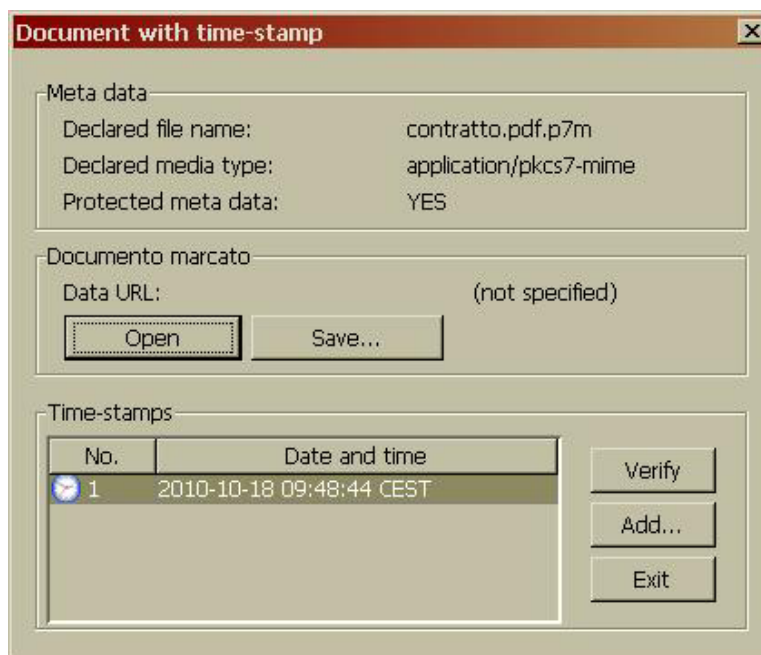 Document with time-stamp
Meta data
Declared file name: contratto.pdf.p7m
Declared media type: application/pkcs7-mime
Protected meta data: YES
Documento marcato
Data URL: (not specified)
Open Save...
Time-stamps
No. Date and time
1 2010-10-18 09:48:44 CEST
Verify
Add...
Exit